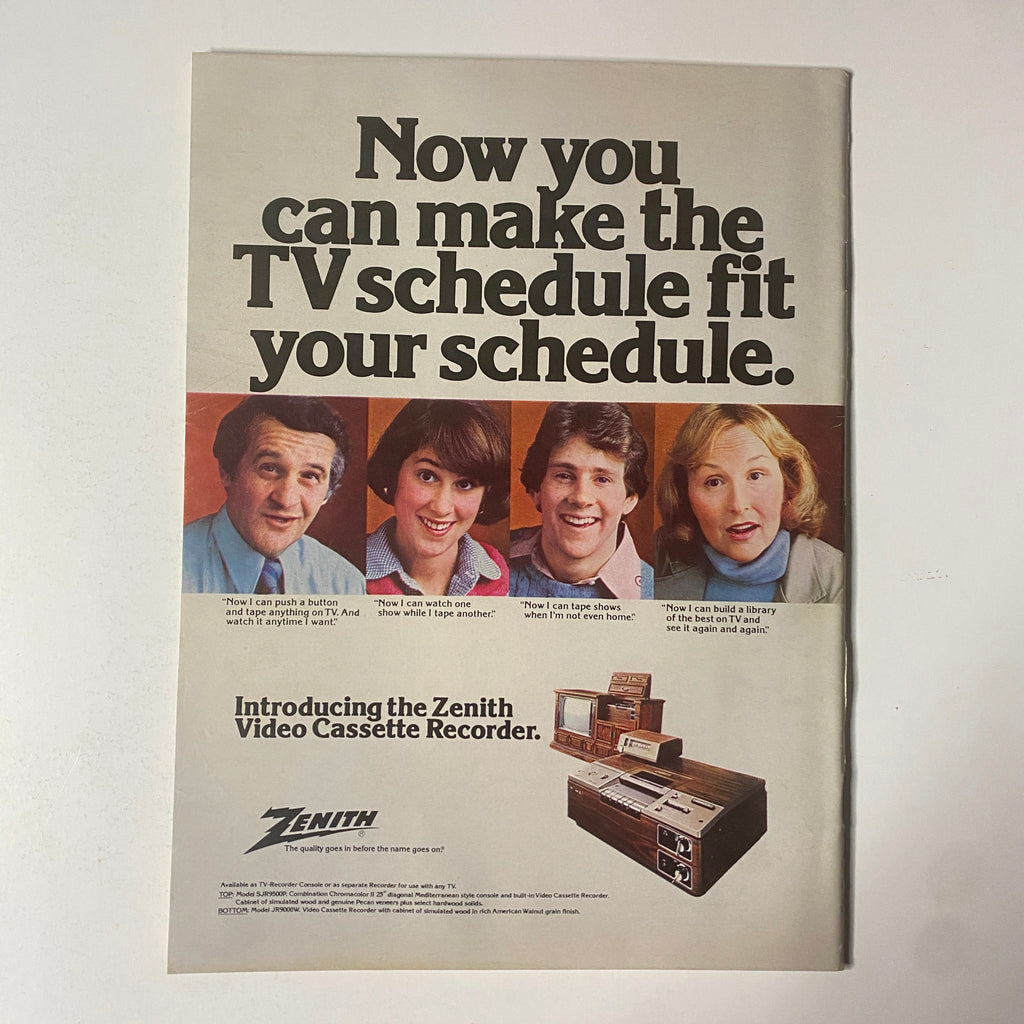 Now you
can make the
TV schedule fit
your schedule.
"Now I can push a button
and tape anything on TV. And
watch it anytime I want."
"Now I can watch one
show while I tape another."
"Now I can tape shows
when I'm not even home."
"Now I can build a library
of the best on TV and
see it again and again."
Introducing the Zenith
Video Cassette Recorder.
ZENITH ®
The quality goes in before the name goes on.®
Available as TV-Recorder Console or as separate Recorder for use with any TV.
TOP: Model SJR9500P. Combination Chromacolor II 25" diagonal Mediterranean style console and built-in Video Cassette Recorder.
Cabinet of simulated wood and genuine Pecan veneers plus select hardwood solids.
BOTTOM: Model JR9000W. Video Cassette Recorder with cabinet of simulated wood in rich American Walnut grain finish.